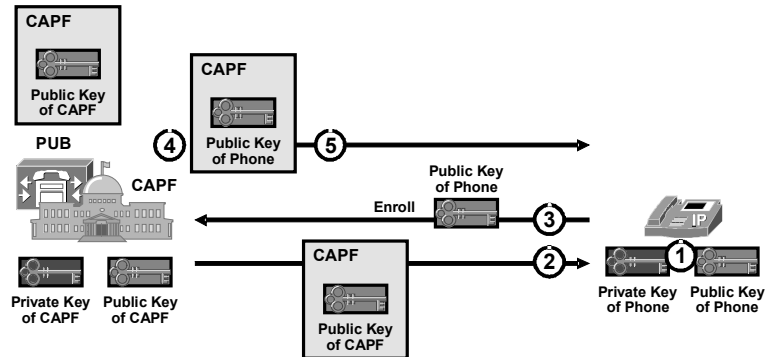 CAPF
Public Key
of CAPF
PUB
CAPF
Private Key
of CAPF
Public Key
of CAPF
4
CAPF
Public Key
of Phone
5
Public Key
of Phone
Enroll
3
CAPF
Public Key
of CAPF
2
IP
1
Private Key
of Phone
Public Key
of Phone